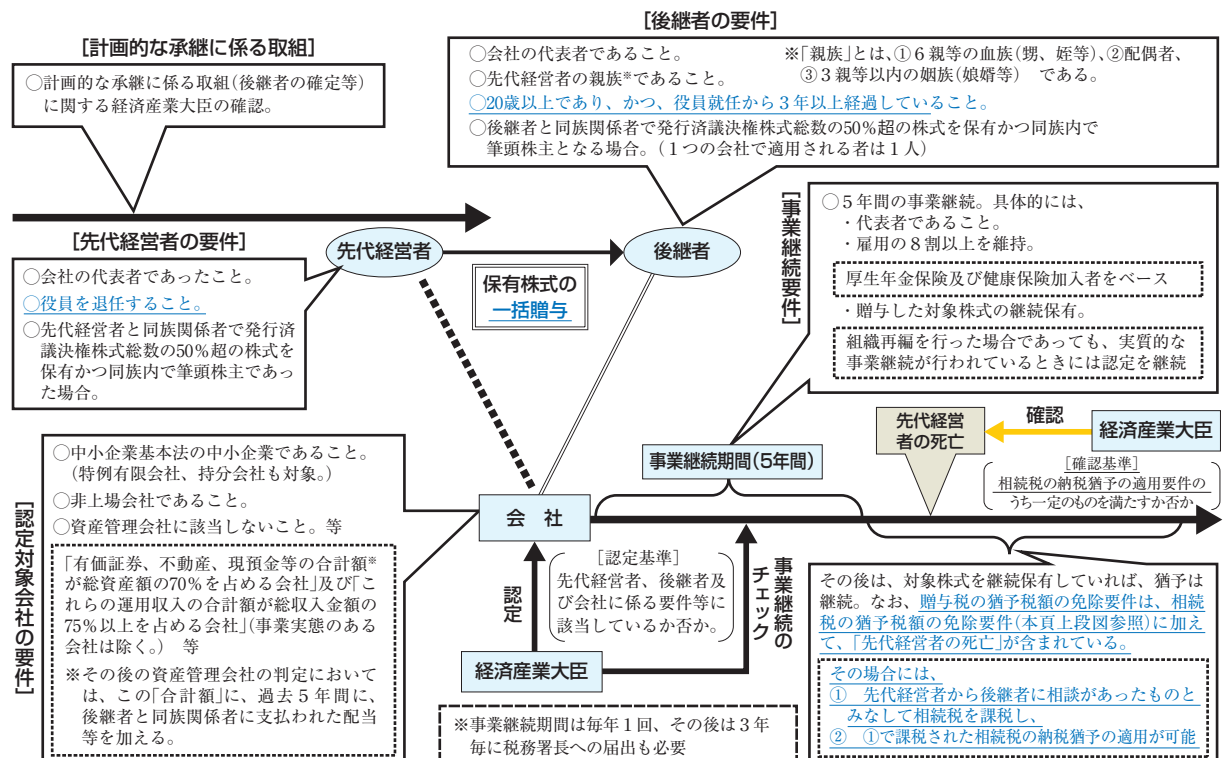 [計画的な承継に係る取組]
○計画的な承継に係る取組(後継者の確定等)
に関する経済産業大臣の確認。
[後継者の要件]
○会社の代表者であること。
※「親族」とは、①６親等の血族(甥、姪等)、②配偶者、
③３親等以内の姻族(娘婿等)　である。
○先代経営者の親族※であること。
○20歳以上であり、かつ、役員就任から３年以上経過していること。
○後継者と同族関係者で発行済議決権株式総数の50％超の株式を保有かつ同族内で
筆頭株主となる場合。（１つの会社で適用される者は１人）
[先代経営者の要件]
○会社の代表者であったこと。
○役員を退任すること。
○先代経営者と同族関係者で発行済
議決権株式総数の50％超の株式を
保有かつ同族内で筆頭株主であっ
た場合。
先代経営者
後継者
保有株式の
一括贈与
[事業継続要件]
○５年間の事業継続。具体的には、
・代表者であること。
・雇用の８割以上を維持。
厚生年金保険及び健康保険加入者をベース
・贈与した対象株式の継続保有。
組織再編を行った場合であっても、実質的な
事業継続が行われているときには認定を継続
[認定対象会社の要件]
○中小企業基本法の中小企業であること。
（特例有限会社、持分会社も対象。）
○非上場会社であること。
○資産管理会社に該当しないこと。等
「有価証券、不動産、現預金等の合計額※
が総資産額の70％を占める会社」及び「こ
れらの運用収入の合計額が総収入金額の
75％以上を占める会社」（事業実態のある
会社は除く。）　等
※その後の資産管理会社の判定において
は、この「合計額」に、過去５年間に、
後継者と同族関係者に支払われた配当
等を加える。
会　社
認定
[認定基準]
先代経営者、後継者及
び会社に係る要件等に
該当しているか否か。
経済産業大臣
事業継続の
チェック
※事業継続期間は毎年１回、その後は３年
毎に税務署長への届出も必要
事業継続期間(５年間)
先代経営
者の死亡
確認
経済産業大臣
[確認基準]
相続税の納税猶予の適用要件の
うち一定のものを満たすか否か
その後は、対象株式を継続保有していれば、猶予は
継続。なお、贈与税の猶予税額の免除要件は、相続
税の猶予税額の免除要件(本頁上段図参照)に加え
て、「先代経営者の死亡」が含まれている。
その場合には、
①　先代経営者から後継者に相談があったものと
みなして相続税を課税し、
②　①で課税された相続税の納税猶予の適用が可能